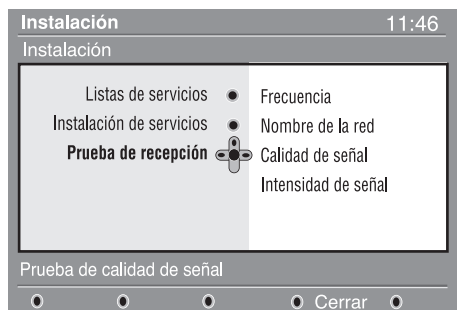 Instalación 11:46
Instalación
Listas de servicios
Instalación de servicios
Prueba de recepción
Frecuencia
Nombre de la red
Calidad de señal
Intensidad de señal
Prueba de calidad de señal
Cerrar